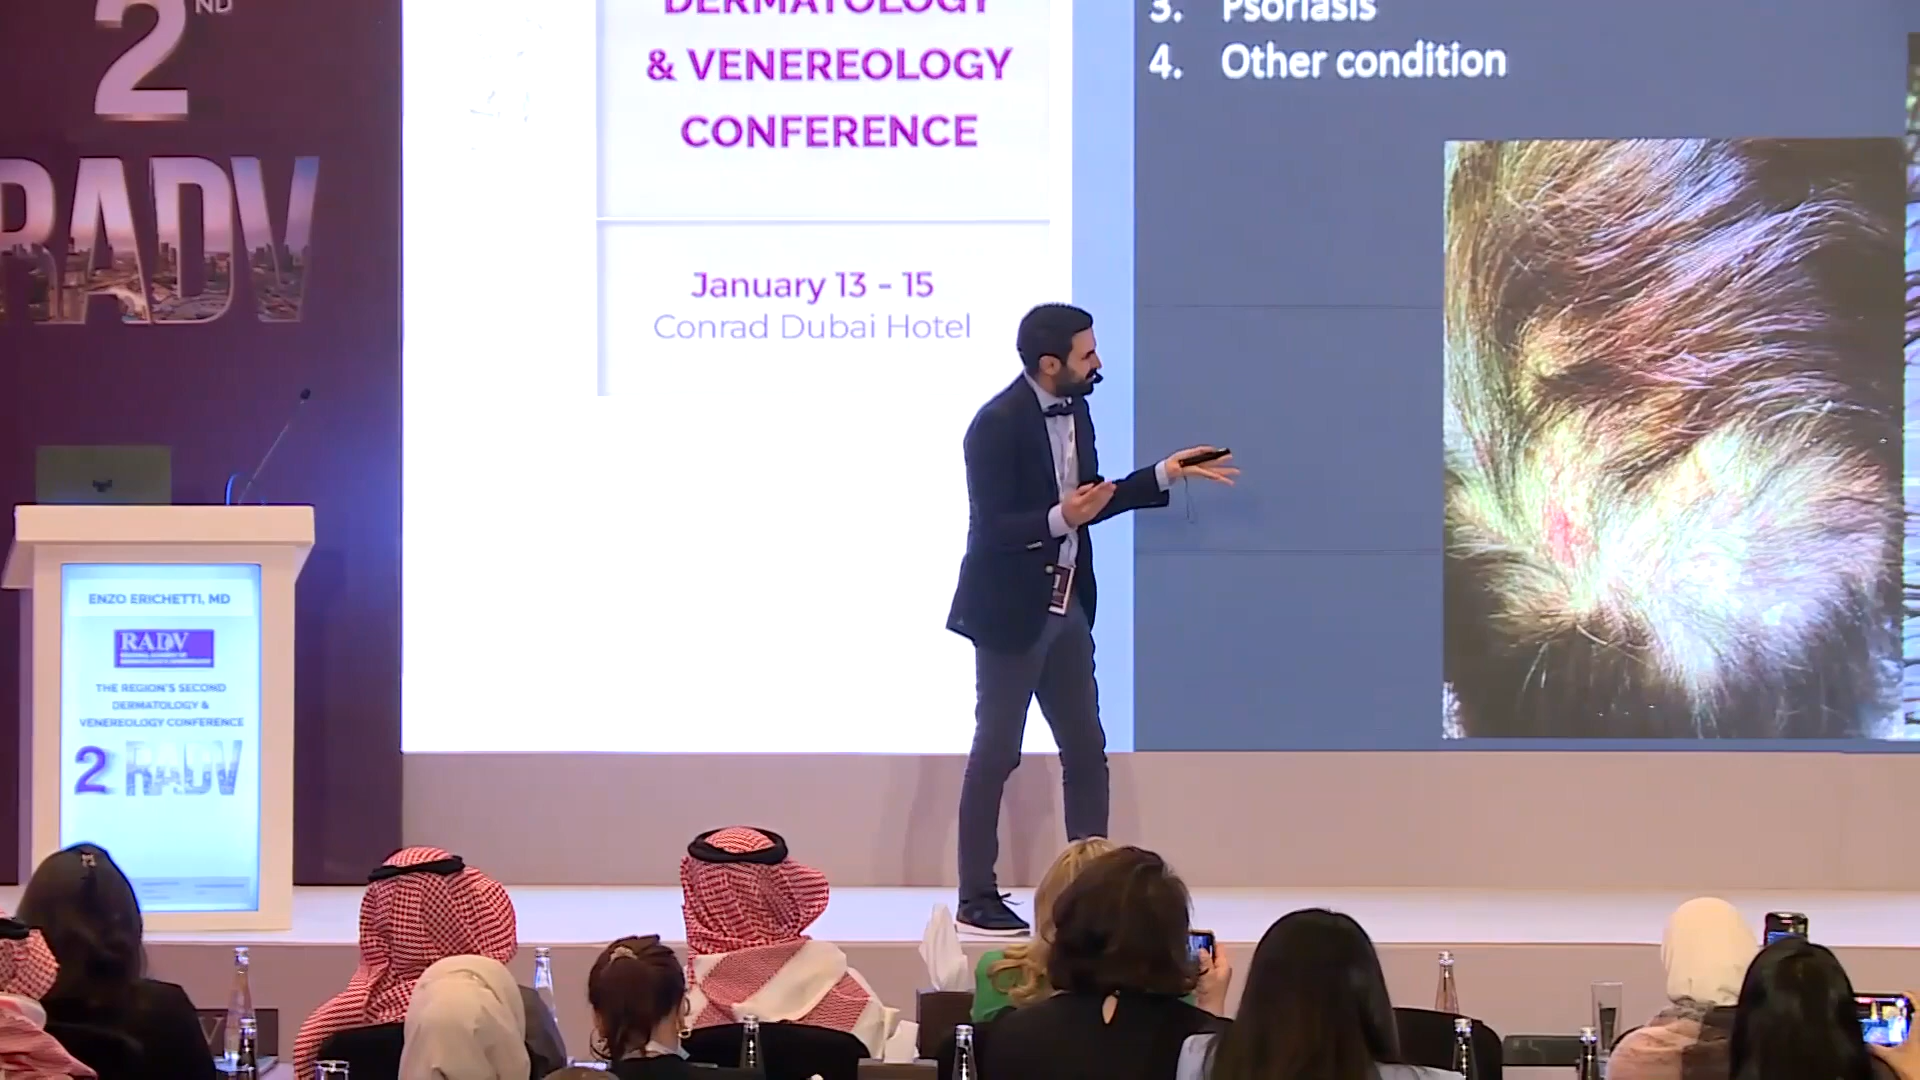 2ND
RADV
DERMATOLOGY
& VENEREOLOGY
CONFERENCE
January 13 - 15
Conrad Dubai Hotel
3. Psoriasis
4. Other condition
ENZO ERICHETTI, MD
RADV
THE REGION'S SECOND
DERMATOLOGY &
VENEREOLOGY CONFERENCE
2 RADV